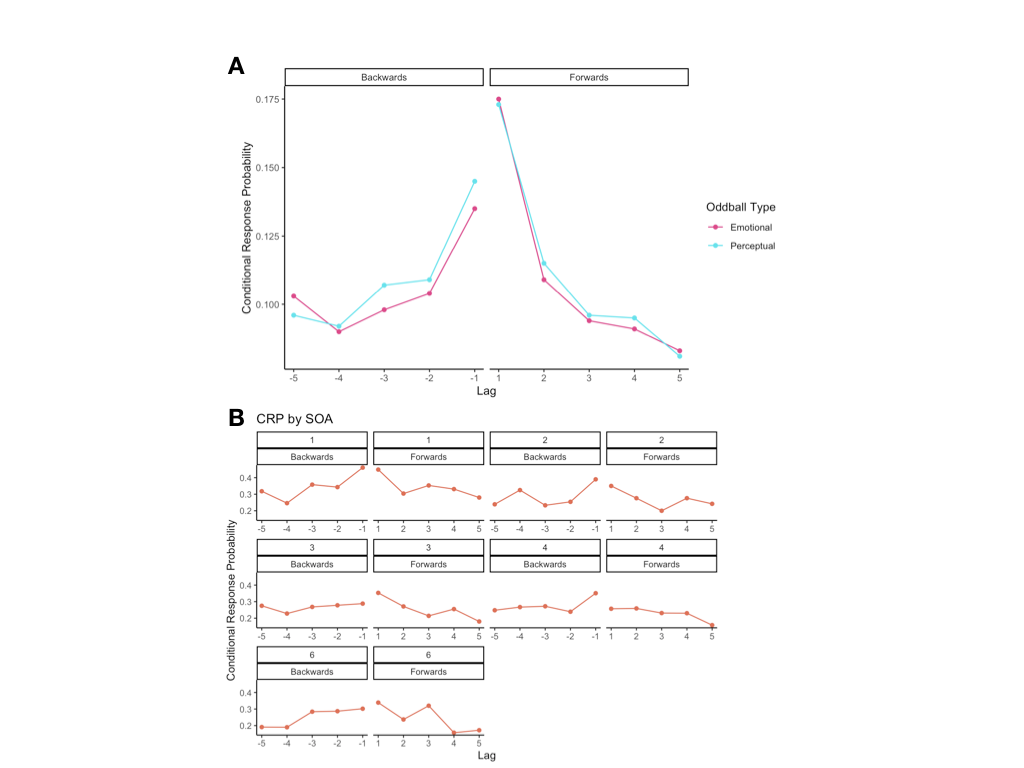 A
Backwards Forwards
0.175
0.150
0.125
0.100
Conditional Response Probability
-5 -4 -3 -2 -1 1 2 3 4 5
Lag
Oddball Type
Emotional
Perceptual
B CRP by SOA
1 1 2 2
Backwards Forwards Backwards Forwards
0.4
0.3
0.2
-5 -4 -3 -2 -1 1 2 3 4 5 -5 -4 -3 -2 -1 1 2 3 4 5
3 3 4 4
Backwards Forwards Backwards Forwards
0.4
0.3
0.2
-5 -4 -3 -2 -1 1 2 3 4 5 -5 -4 -3 -2 -1 1 2 3 4 5
Conditional Response Probability
6 6
Backwards Forwards
0.4
0.3
0.2
-5 -4 -3 -2 -1 1 2 3 4 5
Lag